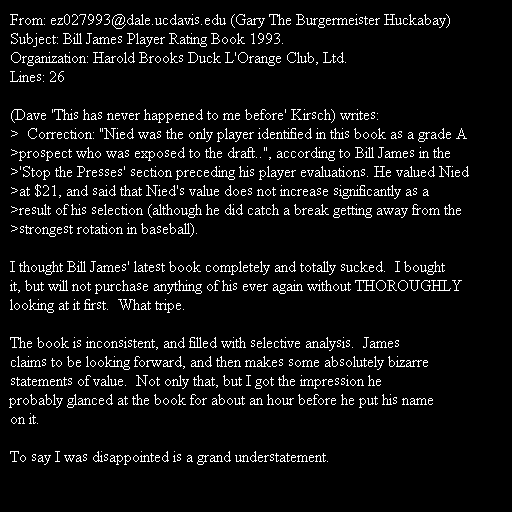 From: ez027993@dale.ucdavis.edu (Gary The Burgermeister Huckabay)
Subject: Bill James Player Rating Book 1993.
Organization: Harold Brooks Duck L'Orange Club, Ltd.
Lines: 26

(Dave 'This has never happened to me before' Kirsch) writes:
>  Correction: "Nied was the only player identified in this book as a grade A
>prospect who was exposed to the draft..", according to Bill James in the
>'Stop the Presses' section preceding his player evaluations. He valued Nied
>at $21, and said that Nied's value does not increase significantly as a
>result of his selection (although he did catch a break getting away from the
>strongest rotation in baseball).

I thought Bill James' latest book completely and totally sucked.  I bought
it, but will not purchase anything of his ever again without THOROUGHLY
looking at it first.  What tripe.

The book is inconsistent, and filled with selective analysis.  James
claims to be looking forward, and then makes some absolutely bizarre
statements of value.  Not only that, but I got the impression he
probably glanced at the book for about an hour before he put his name
on it.

To say I was disappointed is a grand understatement.